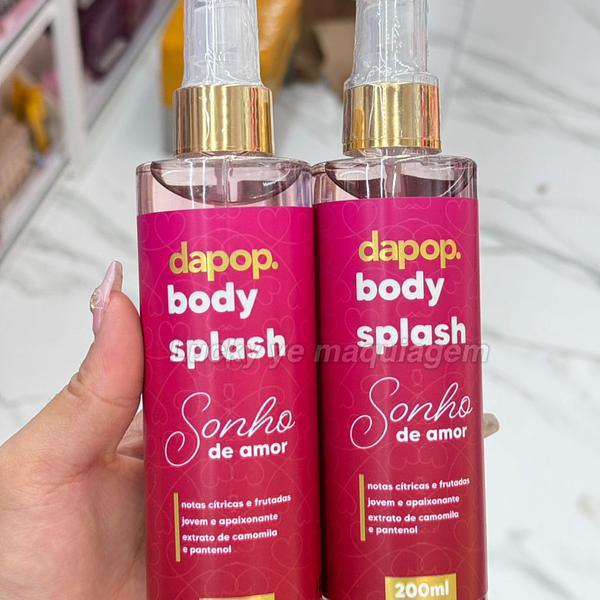 dapop.
body
splash
Sonho
de amor
notas cítricas e frutadas
jovem e apaixonante
extrato de camomila
e pantenol
dapop.
body
splash
Sonho
de amor
notas cítricas e frutadas
jovem e apaixonante
extrato de camomila
e pantenol
200ml
maquiagem